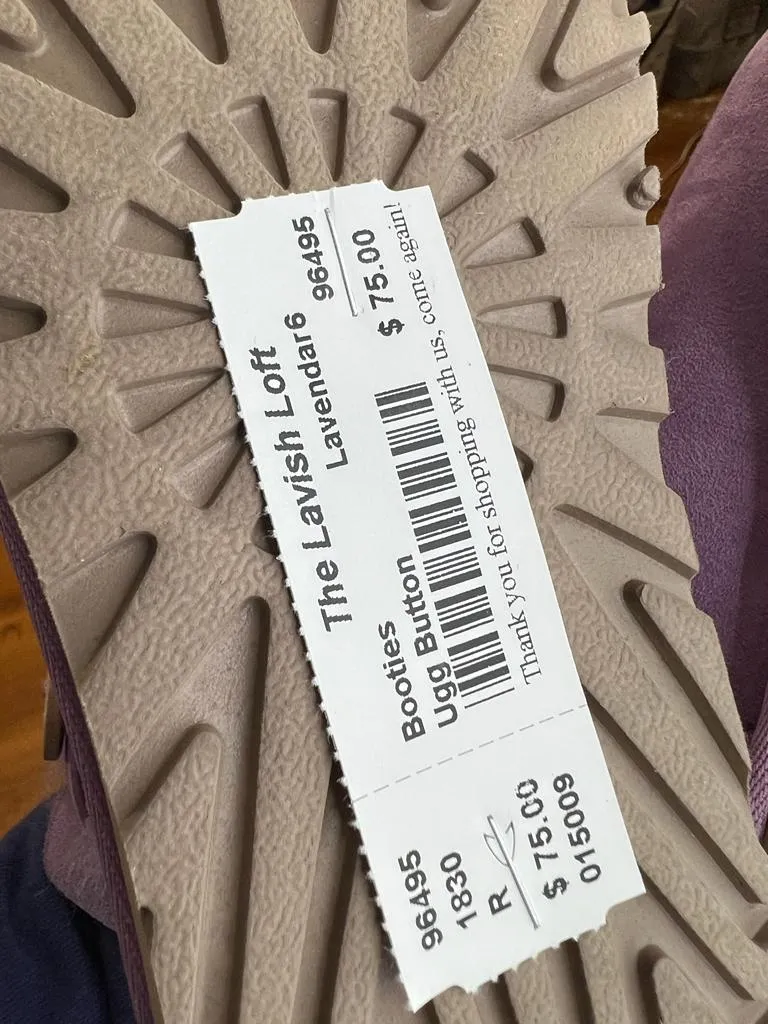 The Lavish Loft
Lavendar6 96495
Booties
Ugg Button $ 75.00
Thank you for shopping with us, come again!
96495
1830
R
$ 75.00
015009